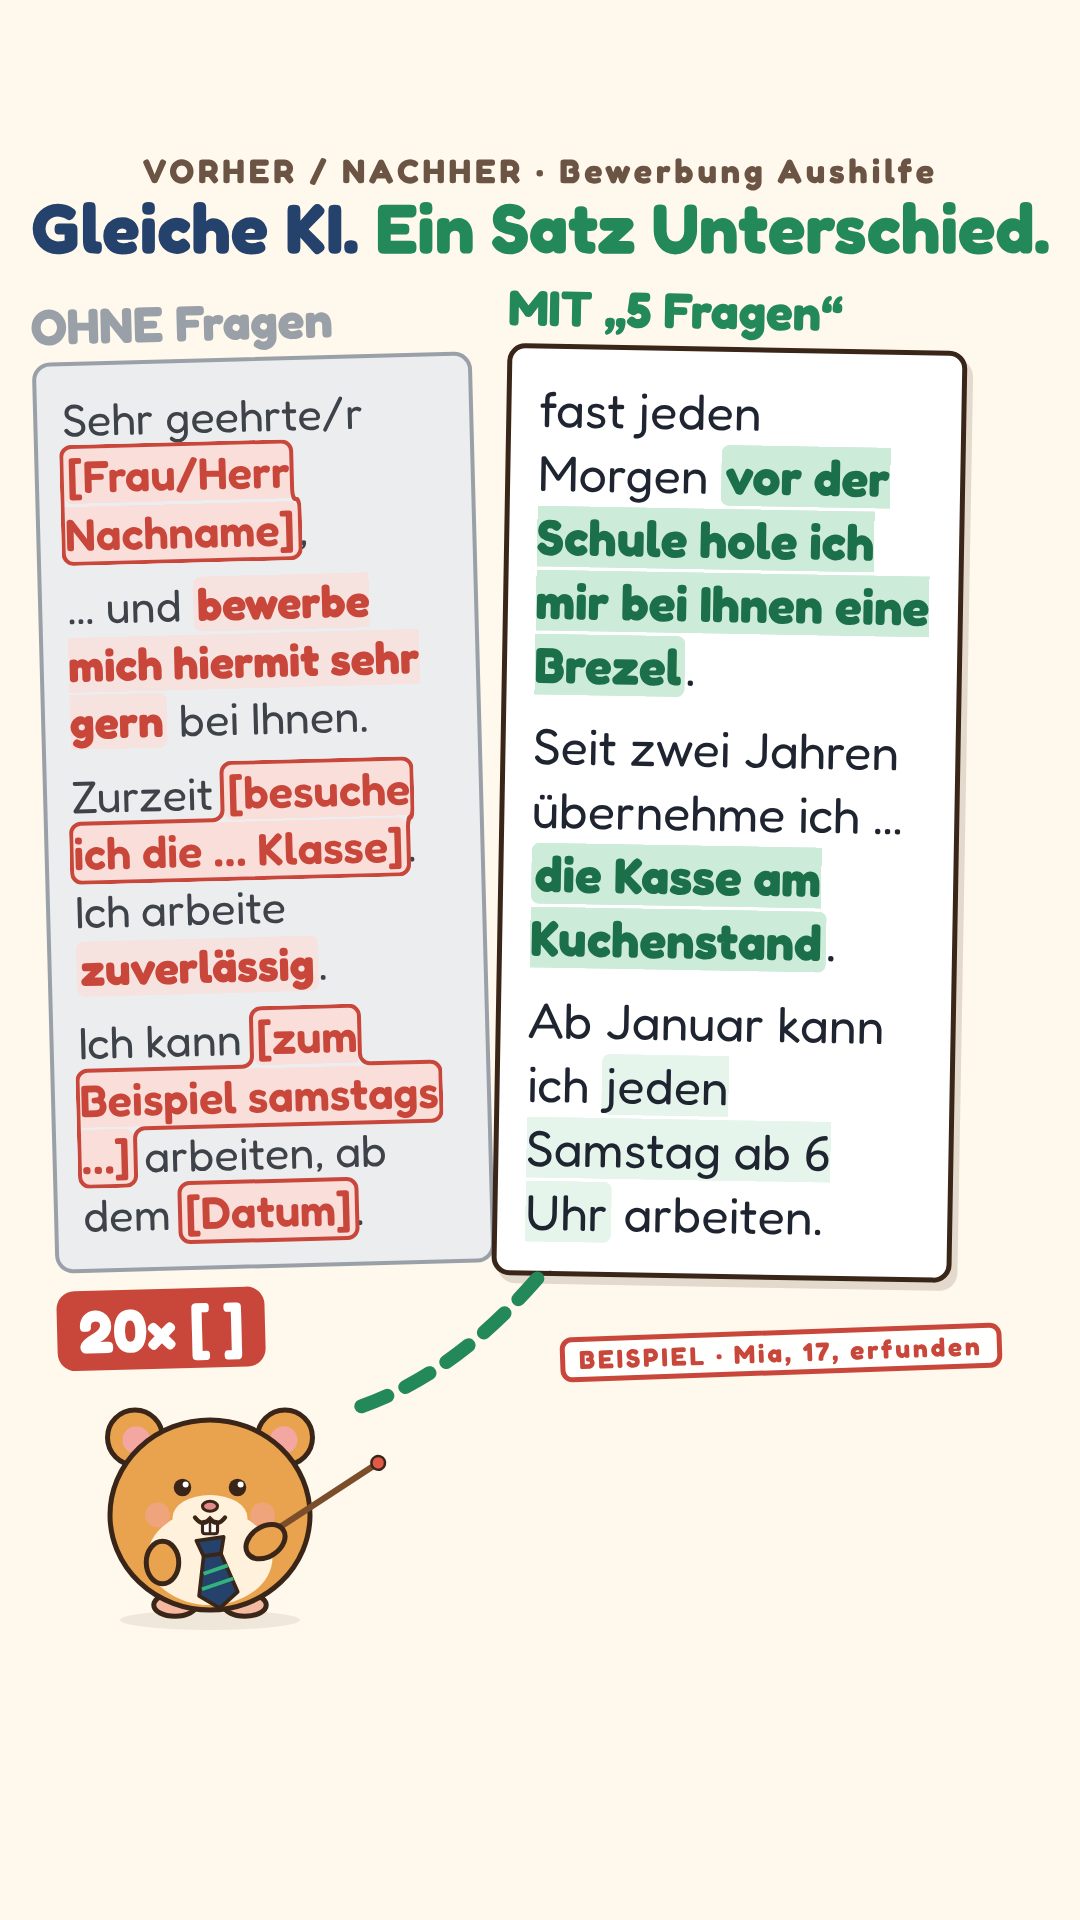 VORHER / NACHHER · Bewerbung Aushilfe
Gleiche KI. Ein Satz Unterschied.
OHNE Fragen
Sehr geehrte/r
[Frau/Herr
Nachname],
... und bewerbe
mich hiermit sehr
gern bei Ihnen.
Zurzeit [besuche
ich die ... Klasse].
Ich arbeite
zuverlässig.
Ich kann [zum
Beispiel samstags
...] arbeiten, ab
dem [Datum].
20x [ ]
MIT „5 Fragen“
fast jeden
Morgen vor der
Schule hole ich
mir bei Ihnen eine
Brezel.
Seit zwei Jahren
übernehme ich ...
die Kasse am
Kuchenstand.
Ab Januar kann
ich jeden
Samstag ab 6
Uhr arbeiten.
BEISPIEL · Mia, 17, erfunden